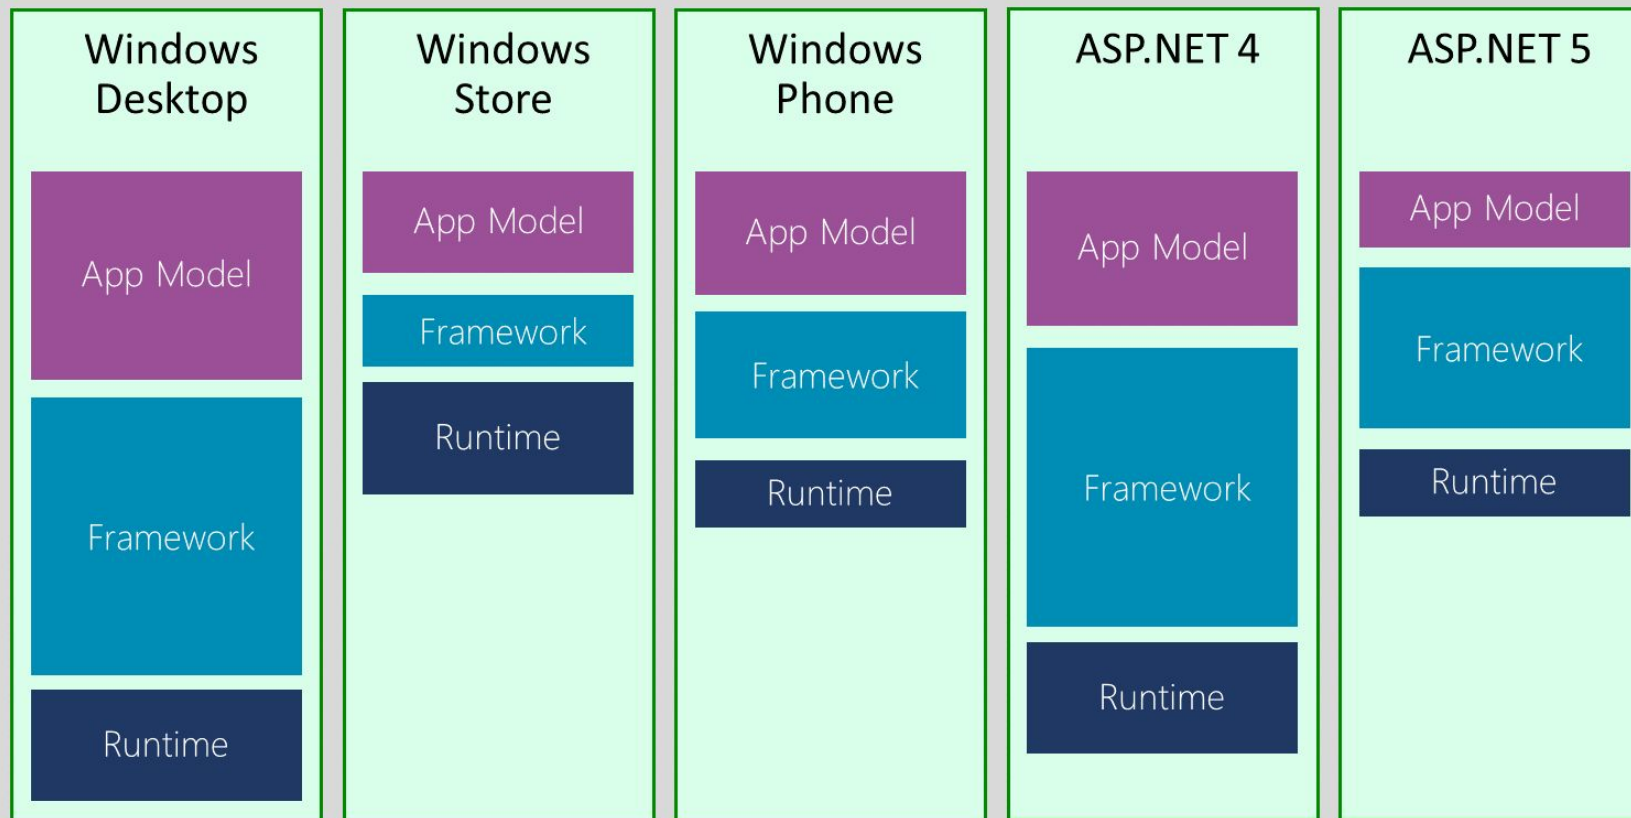 Windows
Desktop
App Model
Framework
Runtime
Windows
Store
App Model
Framework
Runtime
Windows
Phone
App Model
Framework
Runtime
ASP.NET 4
App Model
Framework
Runtime
ASP.NET 5
App Model
Framework
Runtime